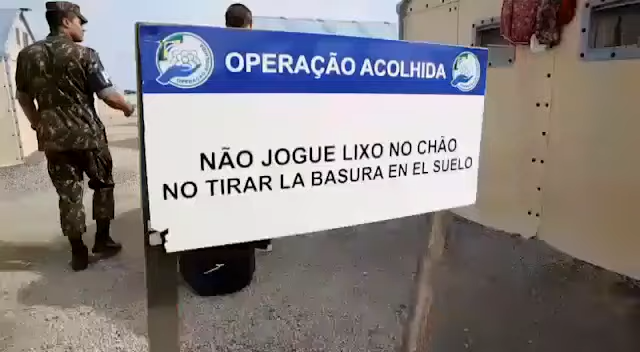 OPERAÇÃO ACOLHIDA
NÃO JOGUE LIXO NO CHÃO
NO TIRAR LA BASURA EN EL SUELO